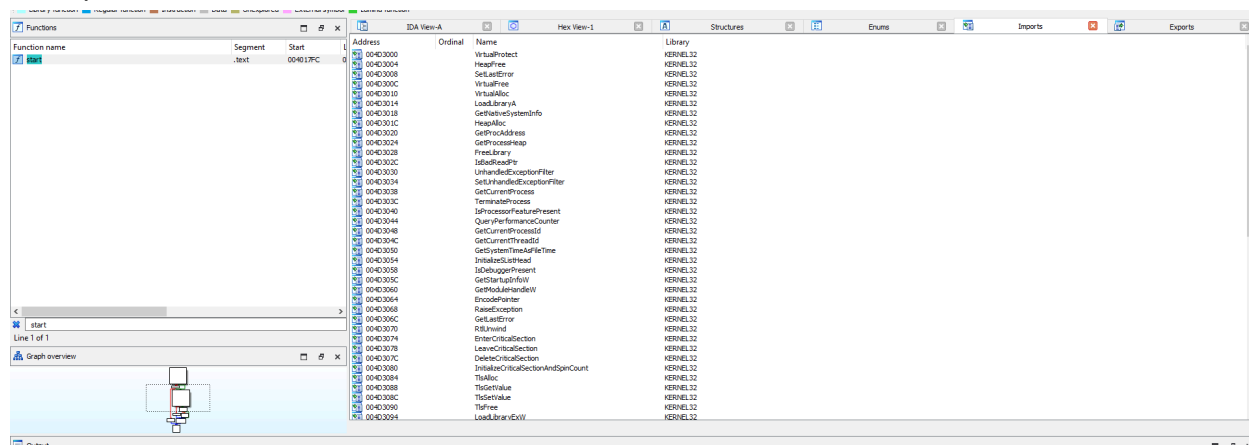 Functions
Function name Segment Start L
start .text 004017FC 0
start
Line 1 of 1
Graph overview
IDA View-A Hex View-1 Structures Enums Imports Exports
Address Ordinal Name Library
004D3000 VirtualProtect KERNEL32
004D3004 HeapFree KERNEL32
004D3008 SetLastError KERNEL32
004D300C VirtualFree KERNEL32
004D3010 VirtualAlloc KERNEL32
004D3014 LoadLibraryA KERNEL32
004D3018 GetNativeSystemInfo KERNEL32
004D301C HeapAlloc KERNEL32
004D3020 GetProcAddress KERNEL32
004D3024 GetProcessHeap KERNEL32
004D3028 FreeLibrary KERNEL32
004D302C IsBadReadPtr KERNEL32
004D3030 UnhandledExceptionFilter KERNEL32
004D3034 SetUnhandledExceptionFilter KERNEL32
004D3038 GetCurrentProcess KERNEL32
004D303C TerminateProcess KERNEL32
004D3040 IsProcessorFeaturePresent KERNEL32
004D3044 QueryPerformanceCounter KERNEL32
004D3048 GetCurrentProcessId KERNEL32
004D304C GetCurrentThreadId KERNEL32
004D3050 GetSystemTimeAsFileTime KERNEL32
004D3054 InitializeSListHead KERNEL32
004D3058 IsDebuggerPresent KERNEL32
004D305C GetStartupInfoW KERNEL32
004D3060 GetModuleHandleW KERNEL32
004D3064 EncodePointer KERNEL32
004D3068 RaiseException KERNEL32
004D306C GetLastError KERNEL32
004D3070 RtlUnwind KERNEL32
004D3074 EnterCriticalSection KERNEL32
004D3078 LeaveCriticalSection KERNEL32
004D307C DeleteCriticalSection KERNEL32
004D3080 InitializeCriticalSectionAndSpinCount KERNEL32
004D3084 TlsAlloc KERNEL32
004D3088 TlsGetValue KERNEL32
004D308C TlsSetValue KERNEL32
004D3090 TlsFree KERNEL32
004D3094 LoadLibraryExW KERNEL32